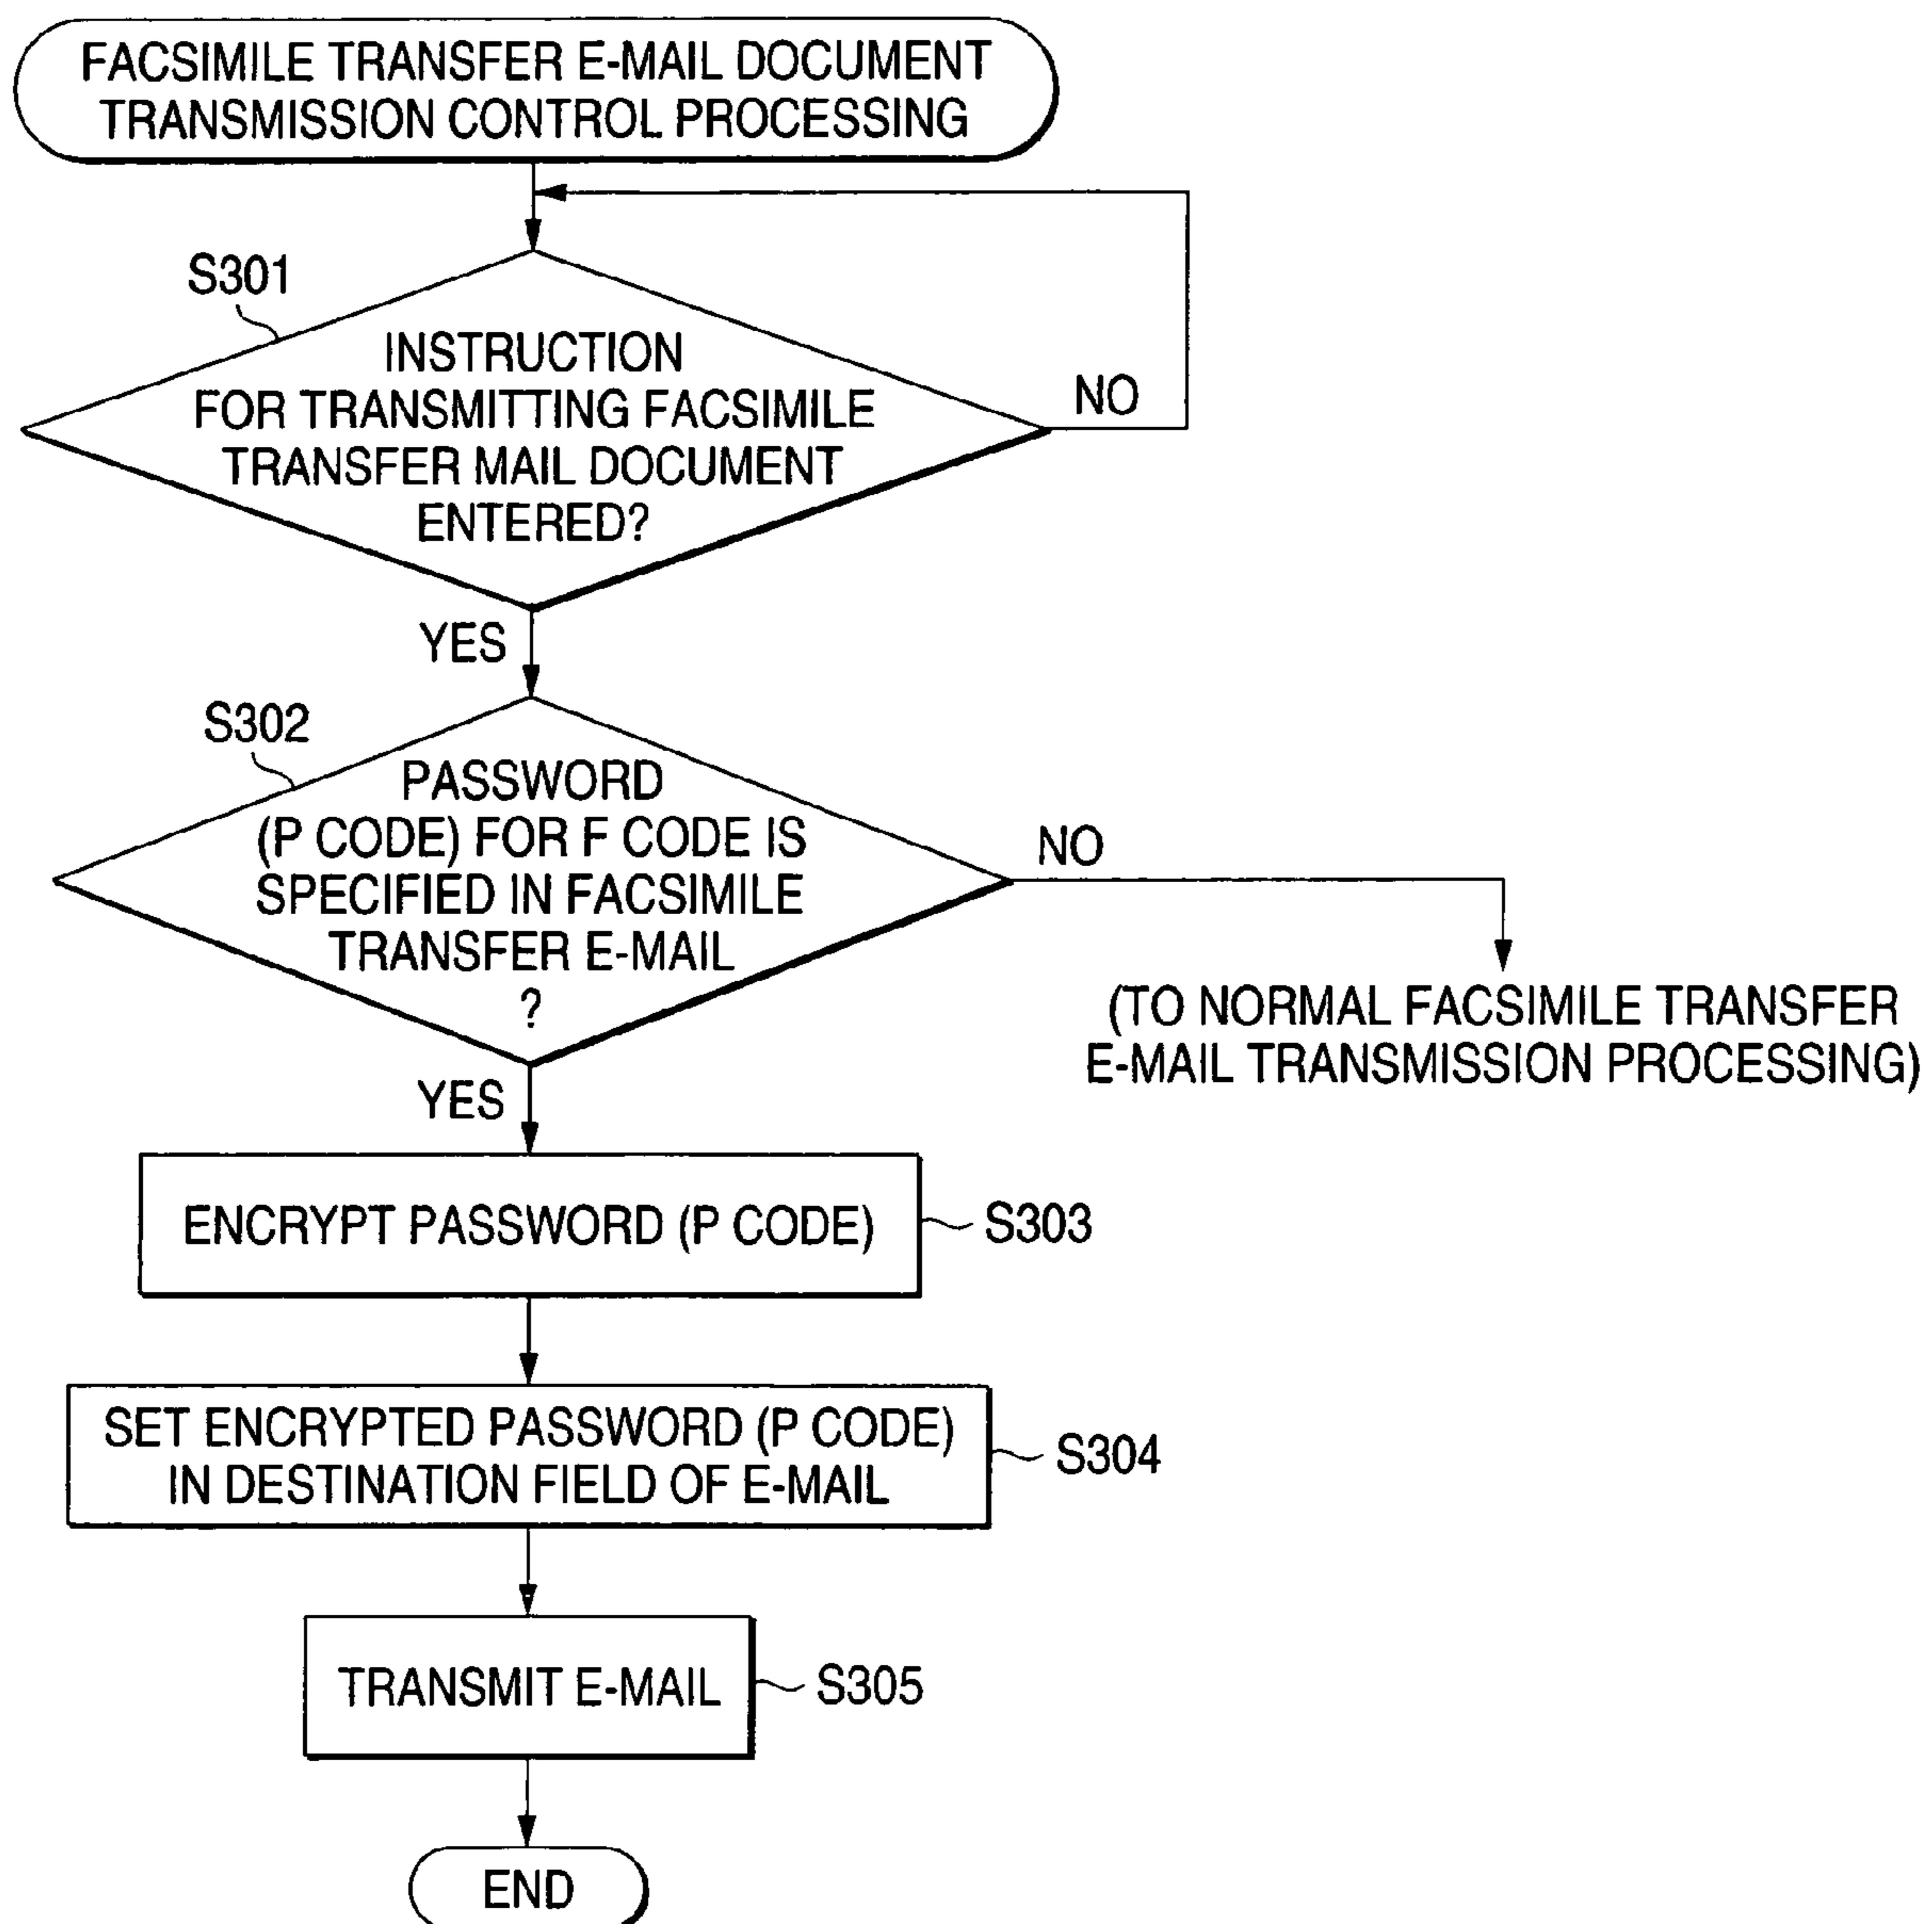 FACSIMILE TRANSFER E-MAIL DOCUMENT
TRANSMISSION CONTROL PROCESSING
S301
INSTRUCTION
FOR TRANSMITTING FACSIMILE
TRANSFER MAIL DOCUMENT
ENTERED?
NO
YES
S302
PASSWORD
(P CODE) FOR F CODE IS
SPECIFIED IN FACSIMILE
TRANSFER E-MAIL
?
NO
(TO NORMAL FACSIMILE TRANSFER
E-MAIL TRANSMISSION PROCESSING)
YES
ENCRYPT PASSWORD (P CODE)
S303
SET ENCRYPTED PASSWORD (P CODE)
IN DESTINATION FIELD OF E-MAIL
S304
TRANSMIT E-MAIL
S305
END